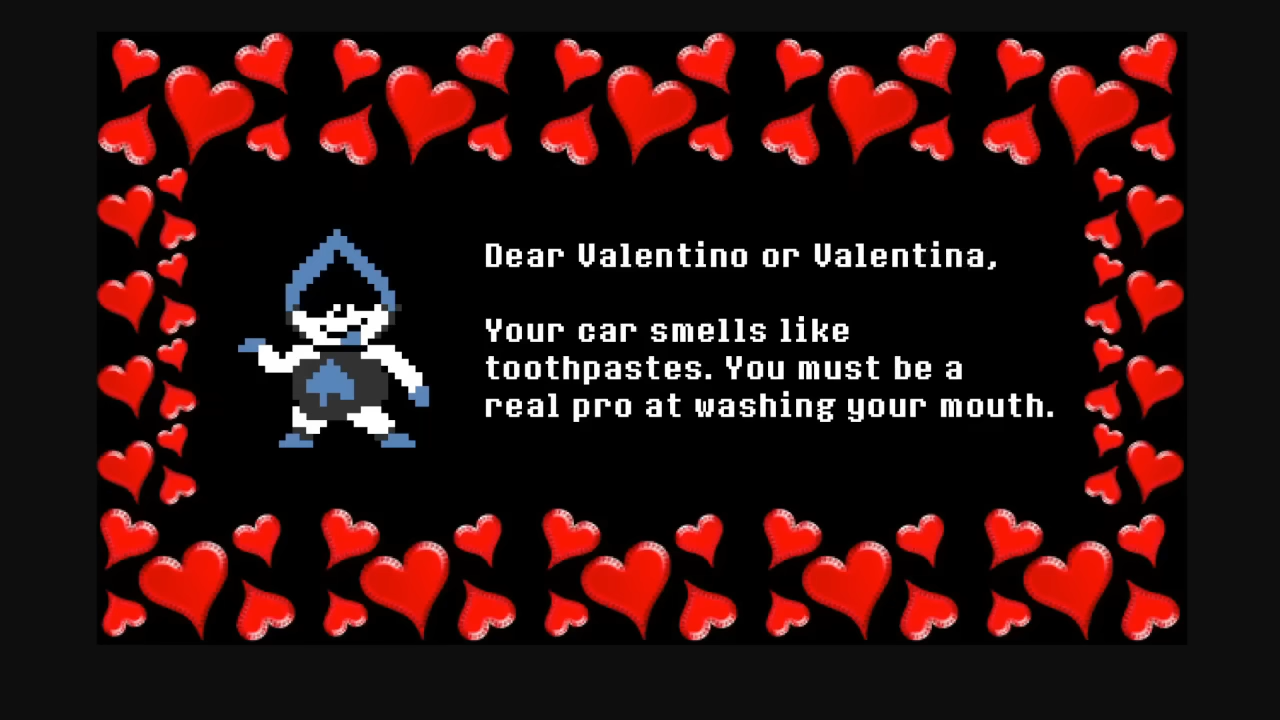 Dear Valentino or Valentina,
Your car smells like
toothpastes. You must be a
real pro at washing your mouth.